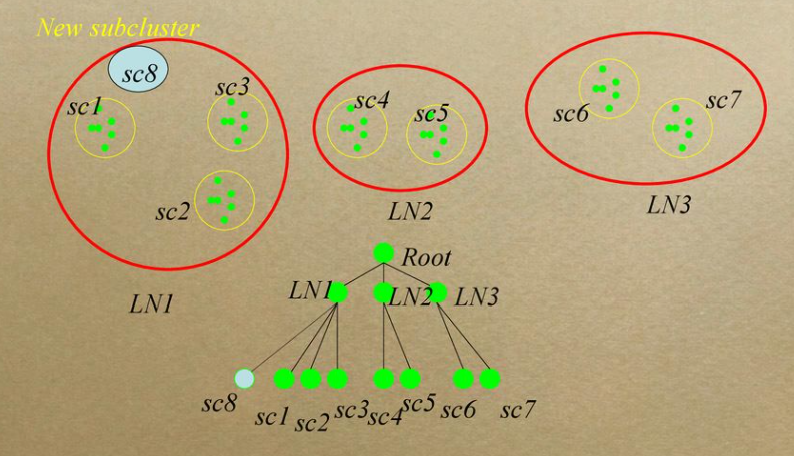 New subcluster
sc8
sc3
sc1
sc2
LN1
sc4
sc5
LN2
sc6
sc7
LN3
Root
LN1
LN2
LN3
sc8
sc1
sc2
sc3
sc4
sc5
sc6
sc7